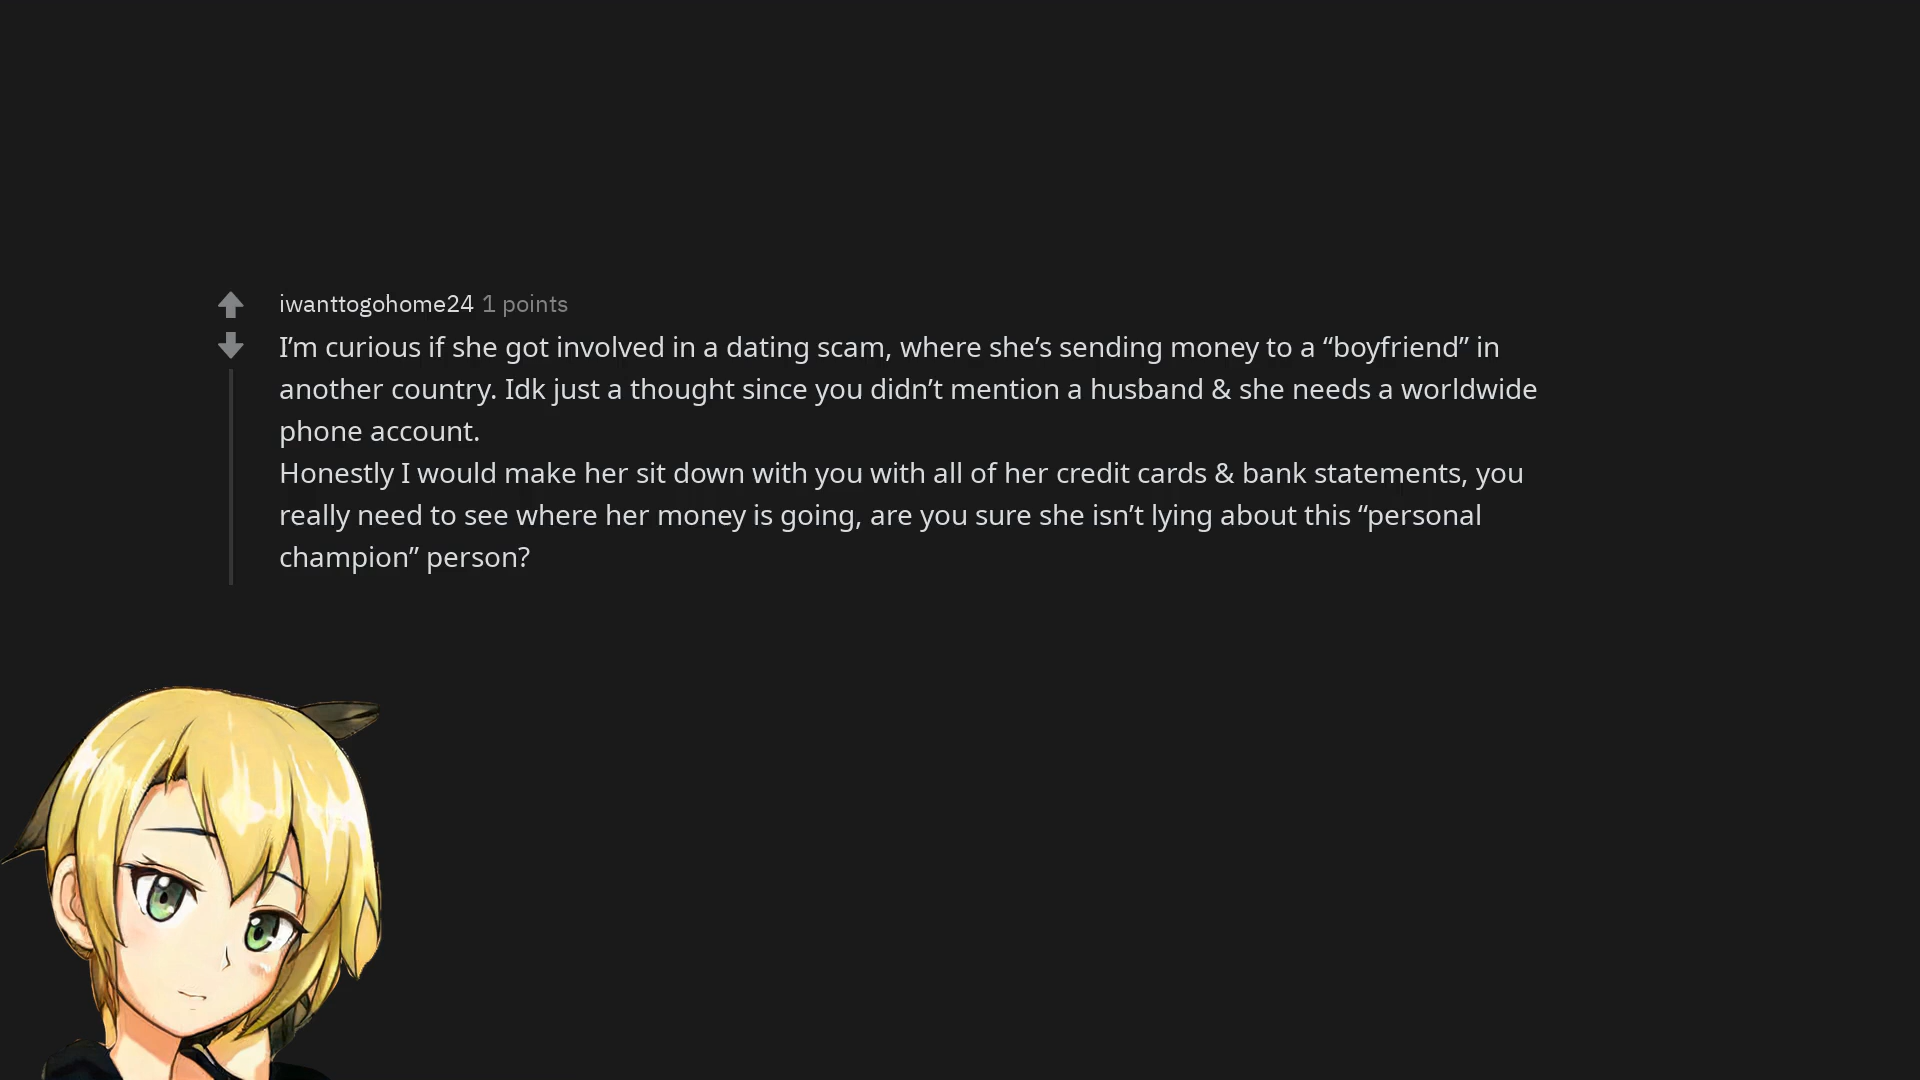 iwanttogohome24 1 points
I’m curious if she got involved in a dating scam, where she’s sending money to a “boyfriend” in
another country. Idk just a thought since you didn’t mention a husband & she needs a worldwide
phone account.
Honestly I would make her sit down with you with all of her credit cards & bank statements, you
really need to see where her money is going, are you sure she isn’t lying about this “personal
champion” person?